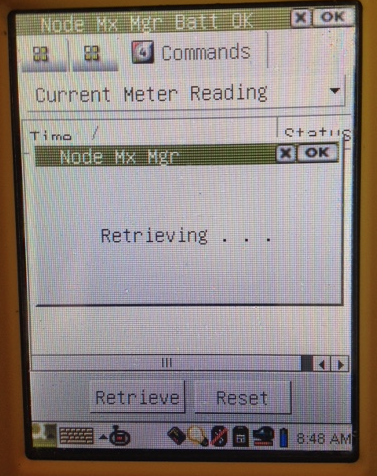 Node Mx Mgr Batt OK X OK
4 Commands
Current Meter Reading
Time / Status
Node Mx Mgr X OK
Retrieving . . .
Retrieve Reset
8:48 AM